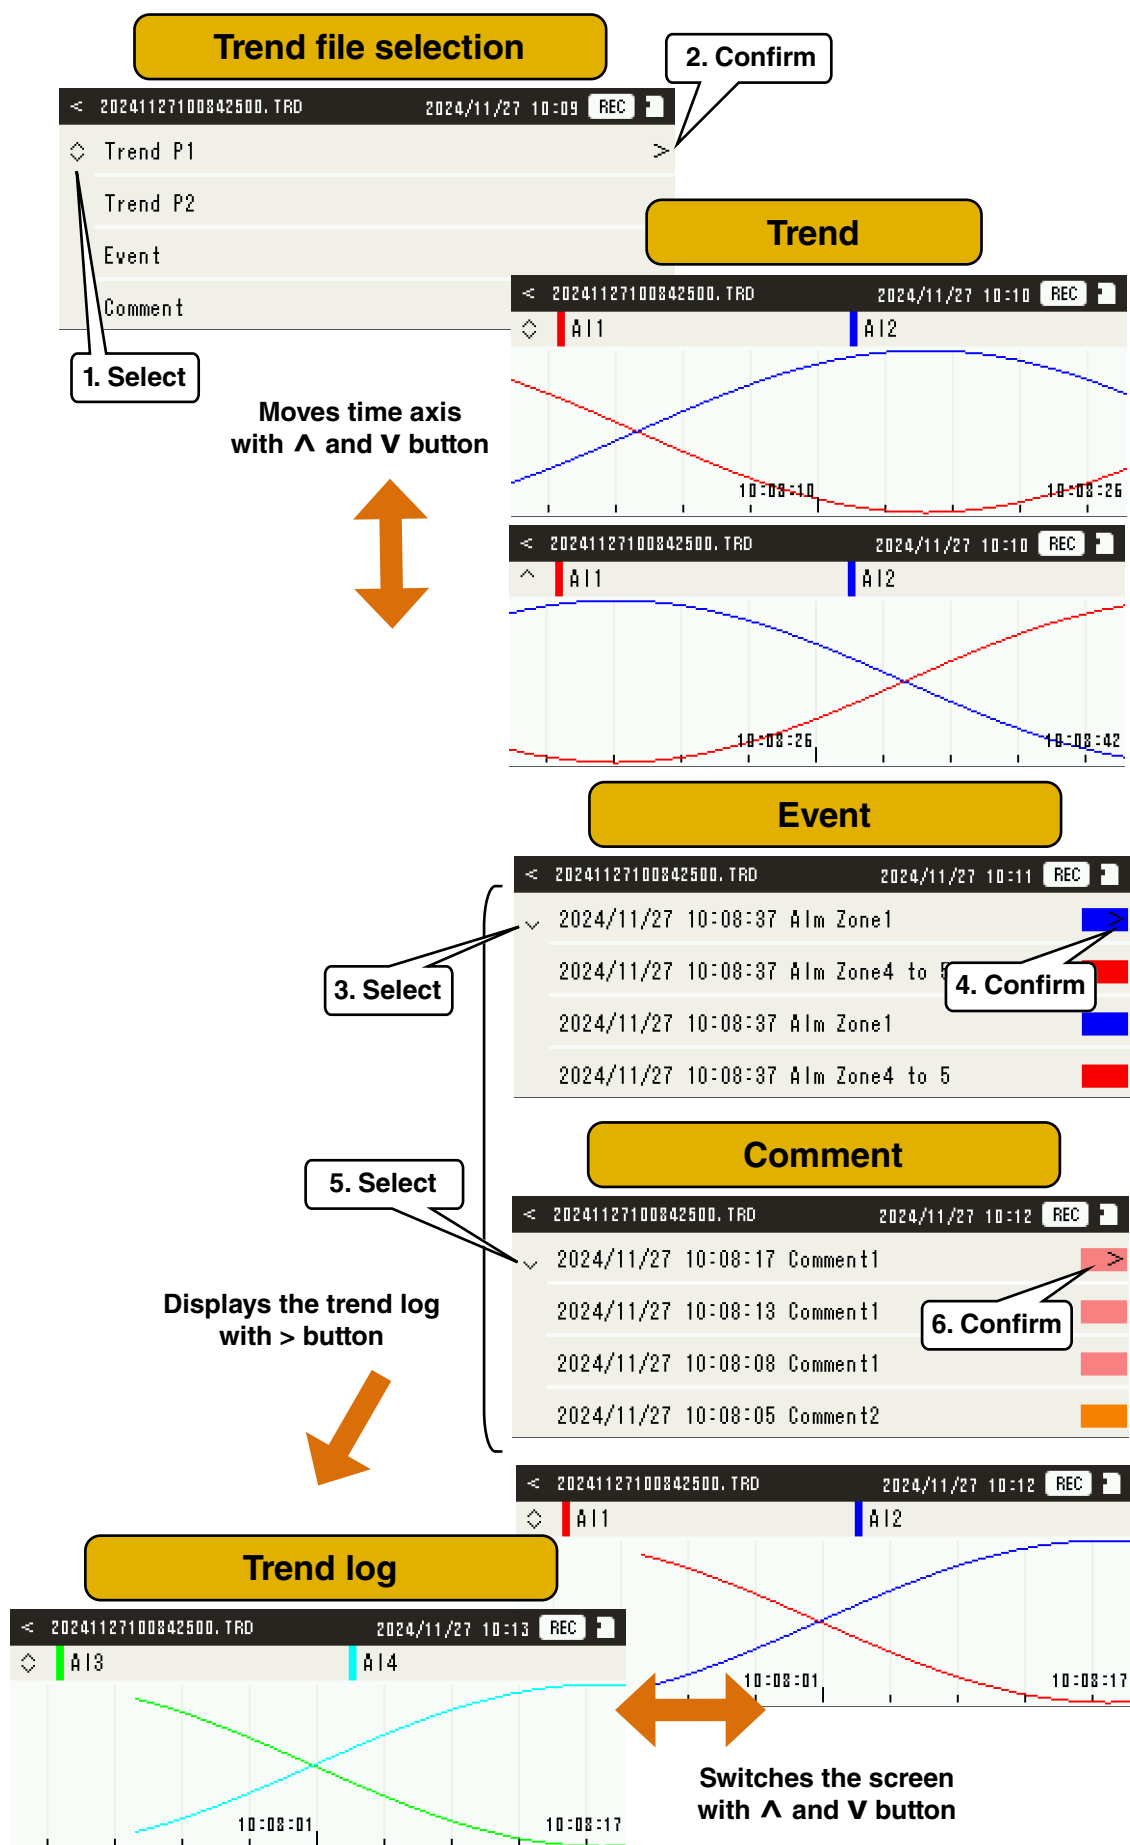 Trend file selection
2. Confirm
< 20241127100842500.TRD 2024/11/27 10:09 REC
Trend P1 >
Trend P2
Event
Comment
1. Select
Trend
< 20241127100842500.TRD 2024/11/27 10:10 REC
AI1 AI2
10:08:10 10:08:26
Moves time axis
with ∧ and ∨ button
< 20241127100842500.TRD 2024/11/27 10:10 REC
AI1 AI2
10:08:26 10:08:42
Event
< 20241127100842500.TRD 2024/11/27 10:11 REC
2024/11/27 10:08:37 Alm Zone1 >
2024/11/27 10:08:37 Alm Zone4 to 5
2024/11/27 10:08:37 Alm Zone1
2024/11/27 10:08:37 Alm Zone4 to 5
3. Select
4. Confirm
Comment
5. Select
< 20241127100842500.TRD 2024/11/27 10:12 REC
2024/11/27 10:08:17 Comment1 >
2024/11/27 10:08:13 Comment1
2024/11/27 10:08:08 Comment1
2024/11/27 10:08:05 Comment2
6. Confirm
Displays the trend log
with > button
< 20241127100842500.TRD 2024/11/27 10:12 REC
AI1 AI2
10:08:01 10:08:17
Trend log
< 20241127100842500.TRD 2024/11/27 10:13 REC
AI3 AI4
10:08:01 10:08:17
Switches the screen
with ∧ and ∨ button